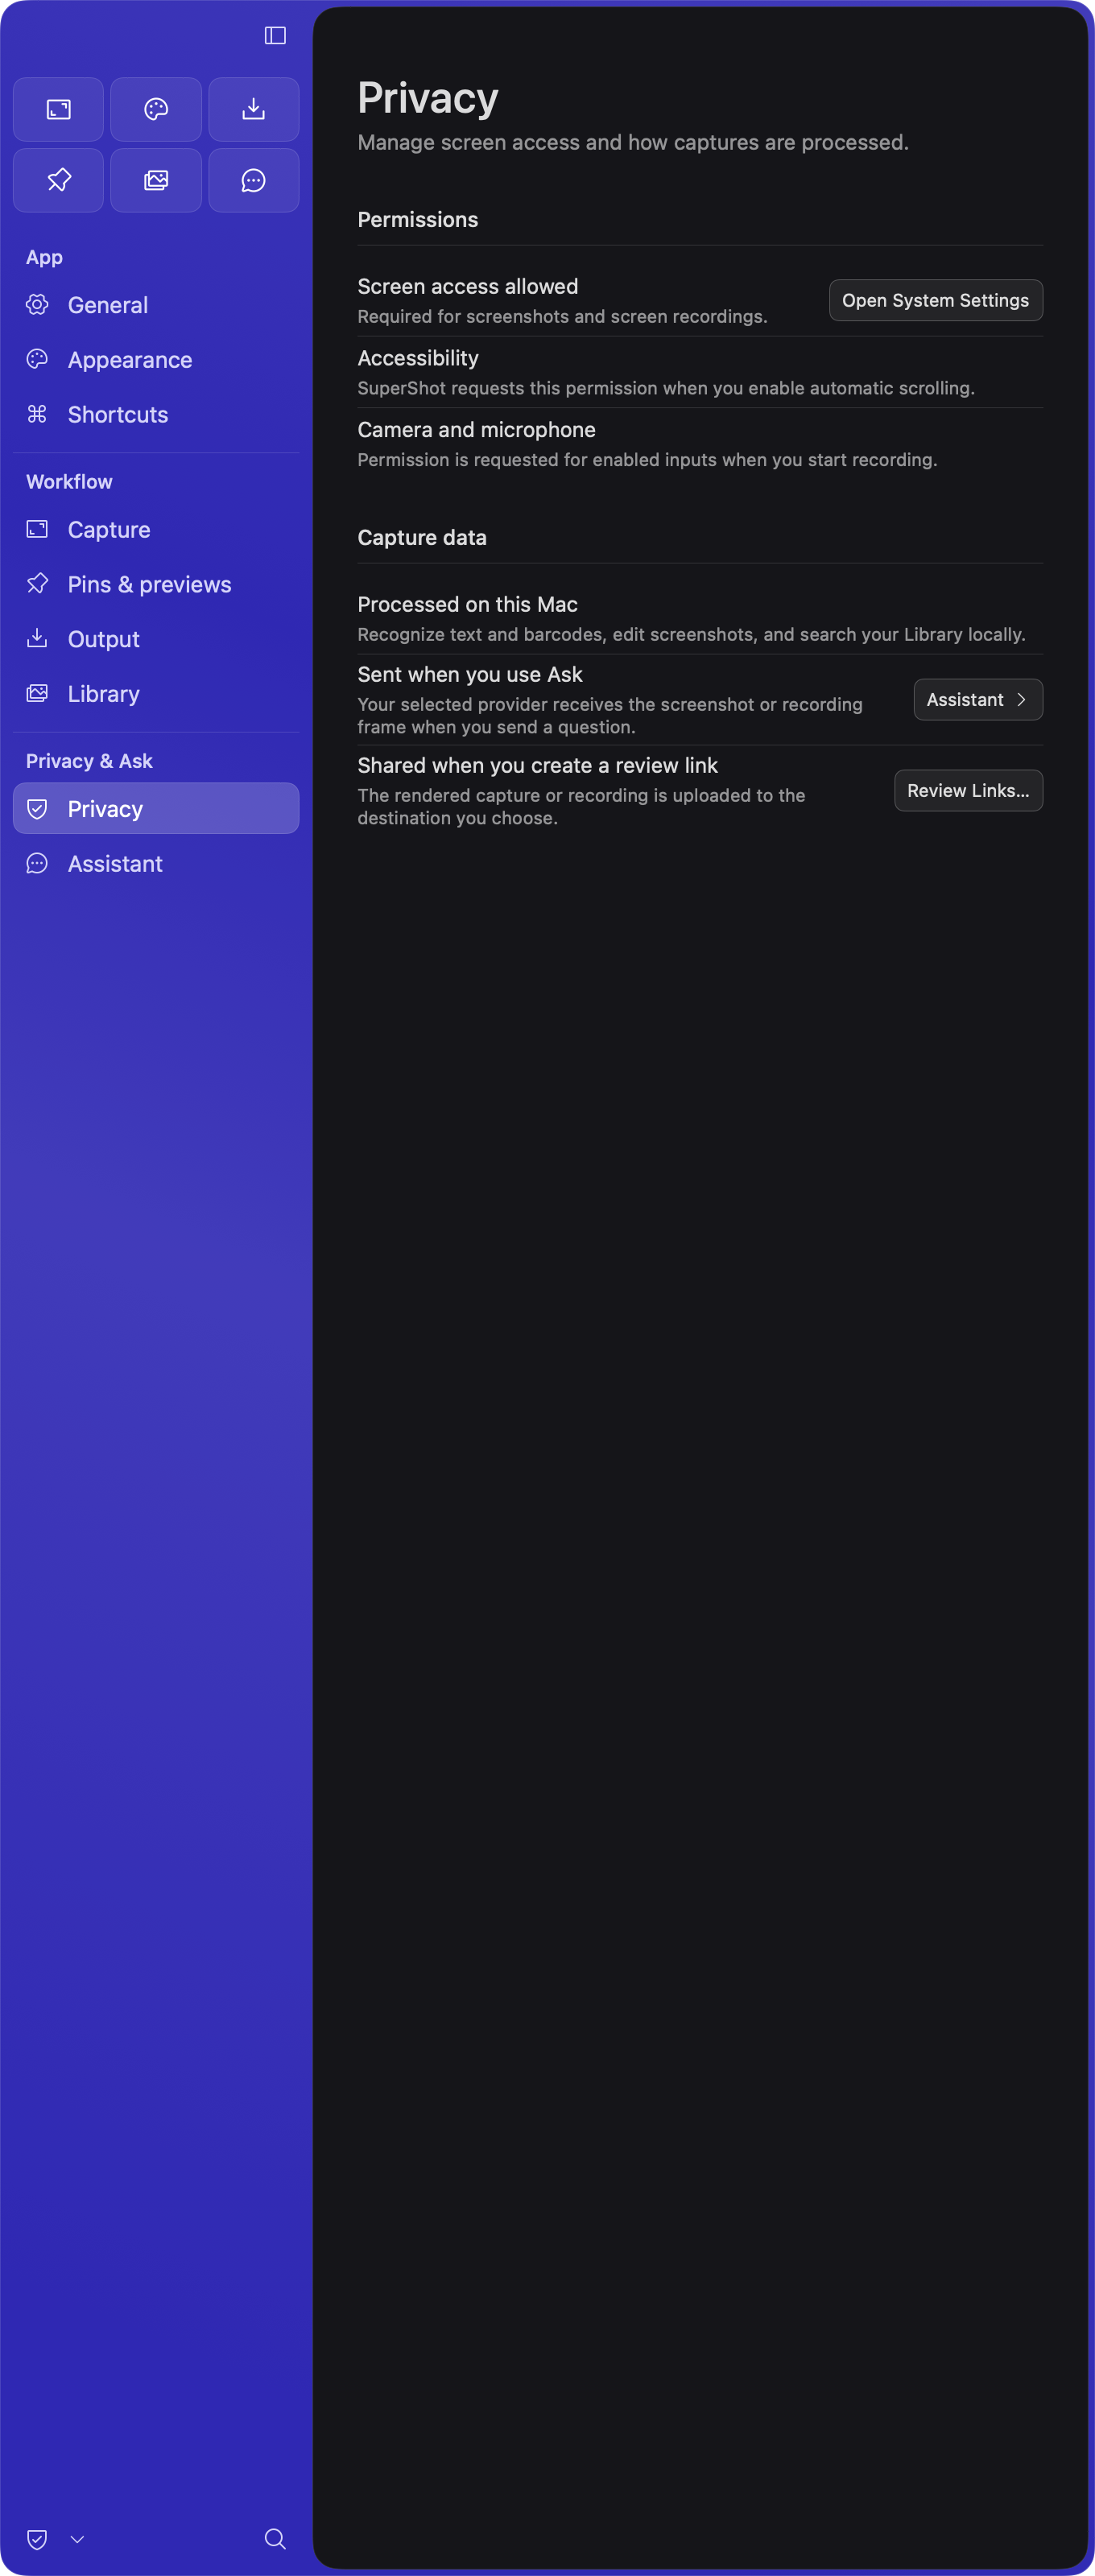 App
General
Appearance
Shortcuts
Workflow
Capture
Pins & previews
Output
Library
Privacy & Ask
Privacy
Assistant
Privacy
Manage screen access and how captures are processed.
Permissions
Screen access allowed
Required for screenshots and screen recordings.
Open System Settings
Accessibility
SuperShot requests this permission when you enable automatic scrolling.
Camera and microphone
Permission is requested for enabled inputs when you start recording.
Capture data
Processed on this Mac
Recognize text and barcodes, edit screenshots, and search your Library locally.
Sent when you use Ask
Your selected provider receives the screenshot or recording
frame when you send a question.
Assistant
Shared when you create a review link
The rendered capture or recording is uploaded to the
destination you choose.
Review Links...